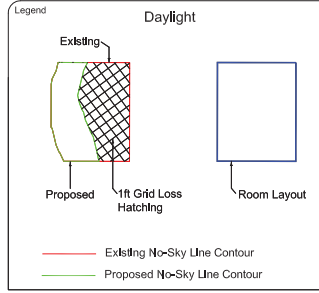 Legend
Daylight
Existing
Proposed
1ft Grid Loss
Hatching
Room Layout
Existing No-Sky Line Contour
Proposed No-Sky Line Contour